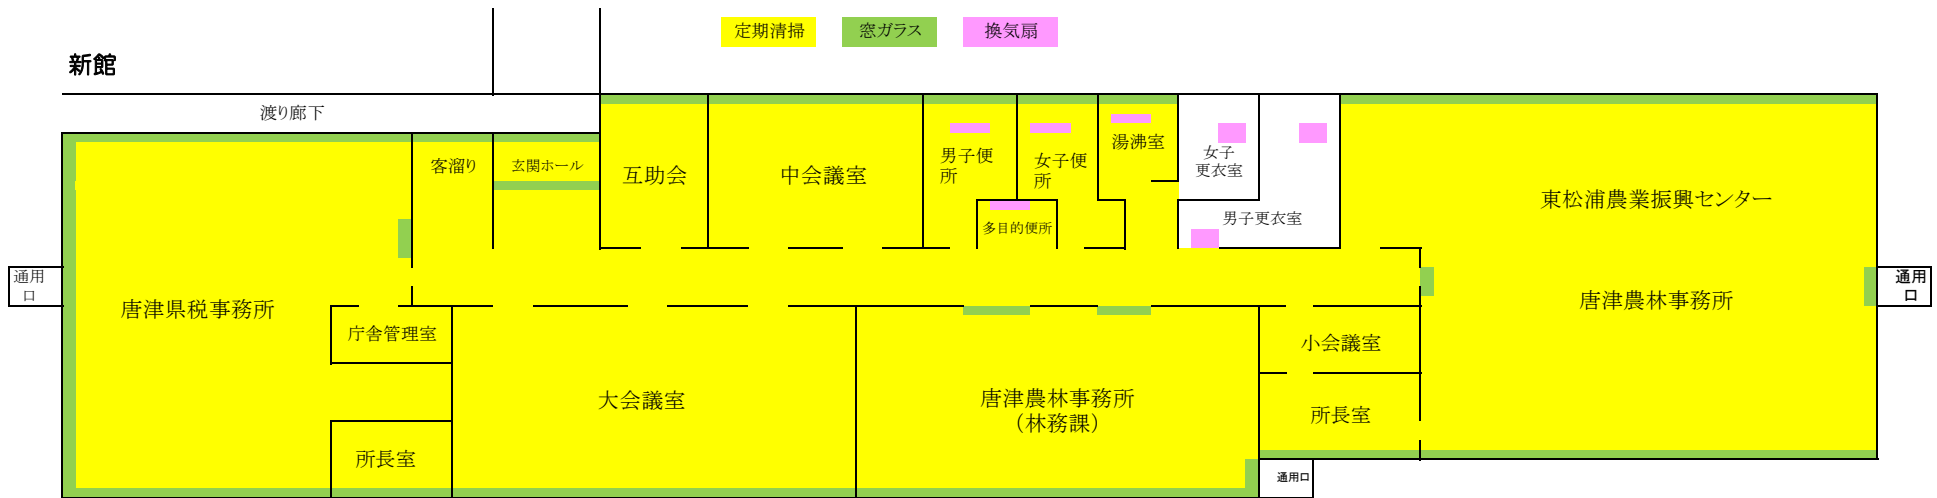 定期清掃
窓ガラス
換気扇
新館
渡り廊下
客溜り
玄関ホール
互助会
中会議室
男子便
所
女子便
所
湯沸室
女子
更衣室
多目的便所
男子更衣室
東松浦農業振興センター
通用
口
唐津県税事務所
庁舎管理室
所長室
大会議室
唐津農林事務所
（林務課）
小会議室
所長室
唐津農林事務所
通用
口
通用口